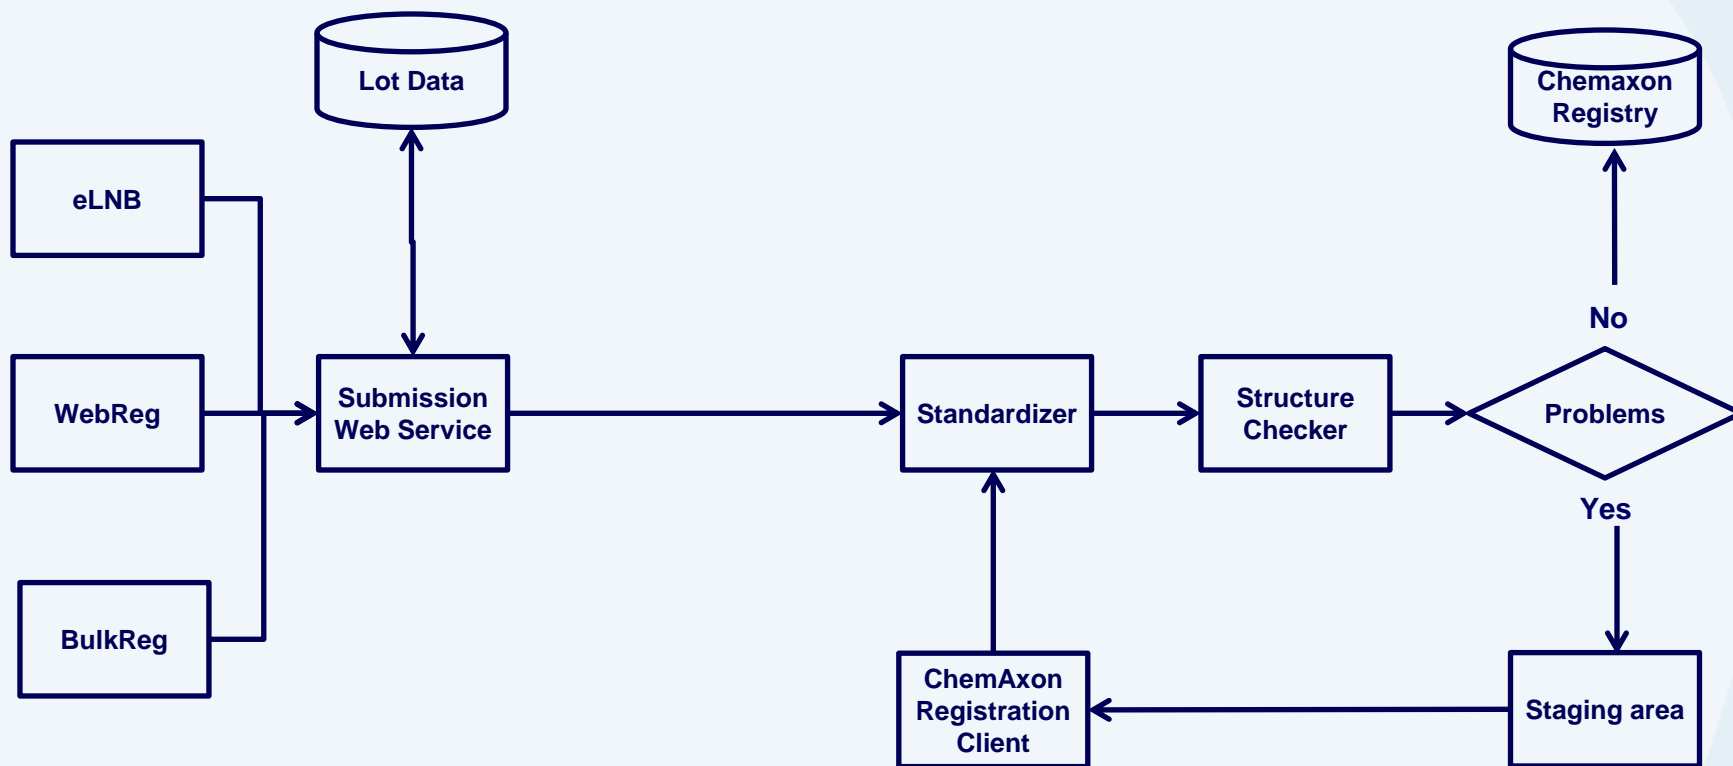 Lot Data
Chemaxon
Registry
eLNB
No
WebReg
Submission
Web Service
Standardizer
Structure
Checker
Problems
Yes
BulkReg
ChemAxon
Registration
Client
Staging area